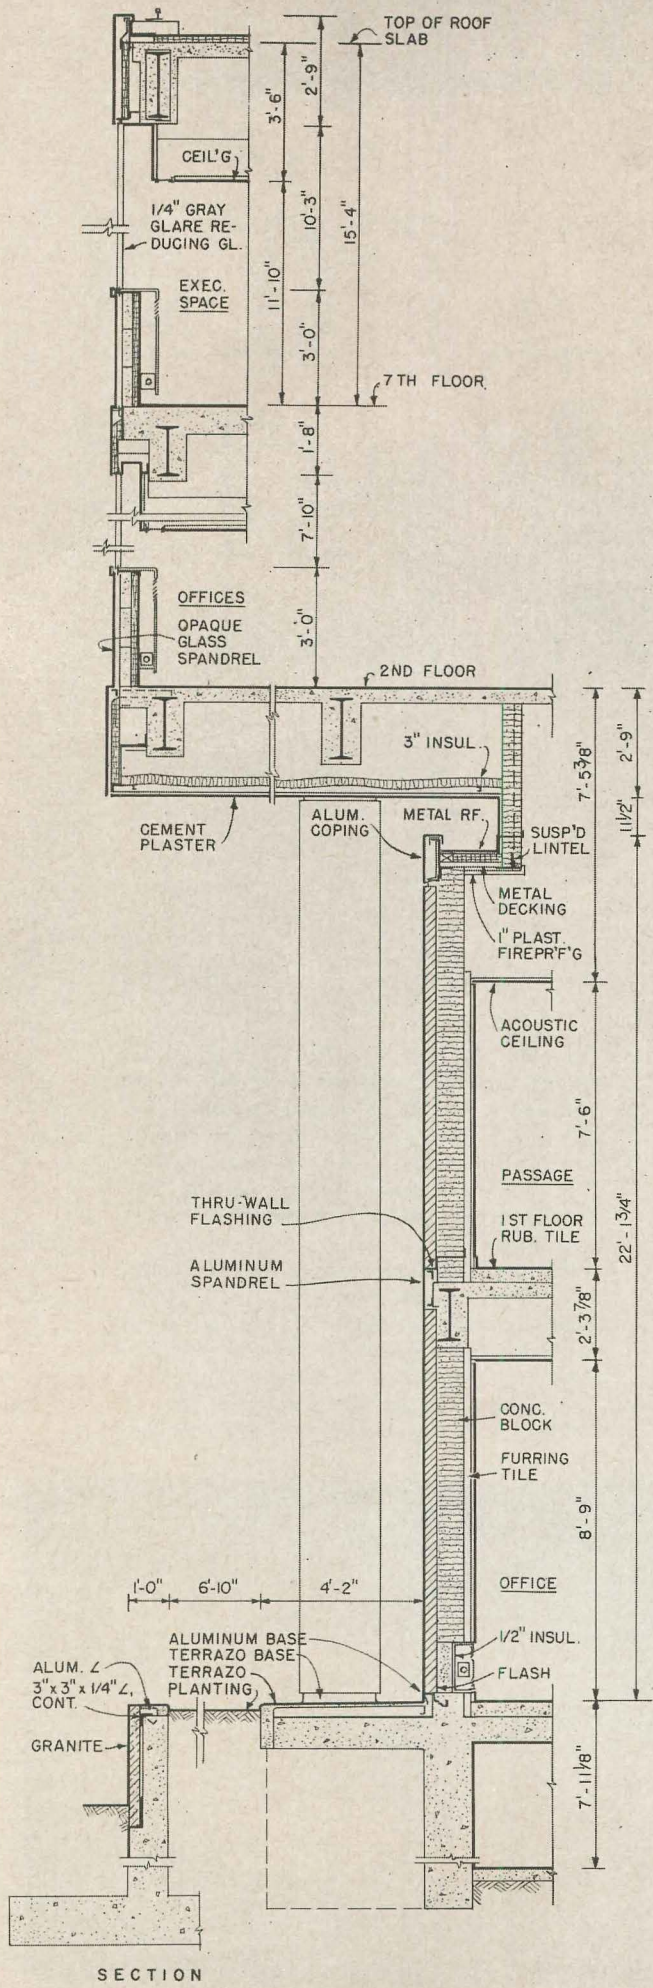 TOP OF ROOF
SLAB
2'-9"
3'-6"
CEIL'G
10'-3"
15'-4"
1/4" GRAY
GLARE RE-
DUCING GL.
EXEC.
SPACE
11'-10"
3'-0"
7 TH FLOOR
1'-8"
7'-10"
OFFICES
OPAQUE
GLASS
SPANDREL
3'-0"
2ND FLOOR
3" INSUL.
7'-5 3/8"
2'-9"
11 1/2"
CEMENT
PLASTER
ALUM.
COPING
METAL RF.
SUSP'D
LINTEL
METAL
DECKING
1" PLAST.
FIREPR'F'G
ACOUSTIC
CEILING
7'-6"
PASSAGE
THRU-WALL
FLASHING
1ST FLOOR
RUB. TILE
22'-1 3/4"
ALUMINUM
SPANDREL
2'-3 7/8"
CONC.
BLOCK
FURRING
TILE
8'-9"
1'-0"
6'-10"
4'-2"
OFFICE
ALUMINUM BASE
TERRAZO BASE
TERRAZO
PLANTING
1/2" INSUL.
FLASH
ALUM. ∠
3"x3"x1/4"∠,
CONT.
GRANITE
7'-11 1/8"
SECTION